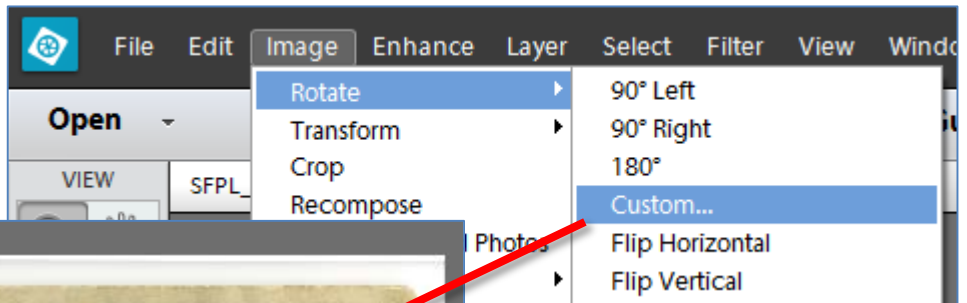 File Edit Image Enhance Layer Select Filter View
Rotate 90° Left
Open Transform 90° Right
Crop 180°
VIEW SFPL_ Recompose Custom...
Photos Flip Horizontal
Flip Vertical